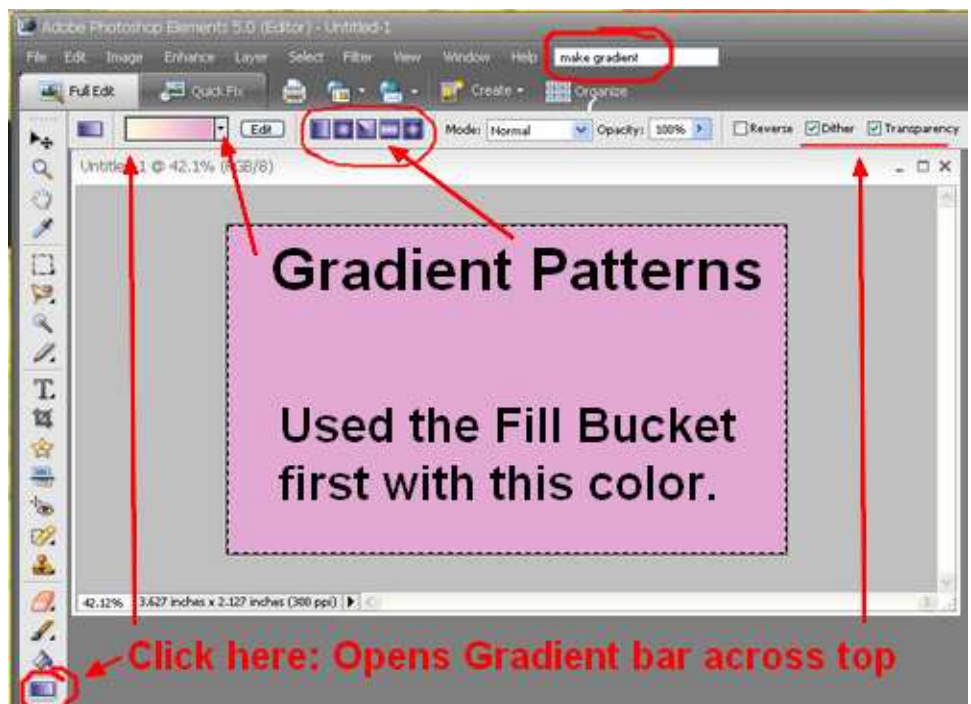 Adobe Photoshop Elements 5.0 (Editor) - Untitled-1
File Edit Image Enhance Layer Select Filter View Window Help make gradient
Full Edit Quick Fix Create Organize
Edit Mode: Normal Opacity: 100% Reverse Dither Transparency
Untitled-1 @ 42.1% (RGB/8)
Gradient Patterns
Used the Fill Bucket
first with this color.
42.12% 3.627 inches x 2.127 inches (300 ppi)
Click here: Opens Gradient bar across top